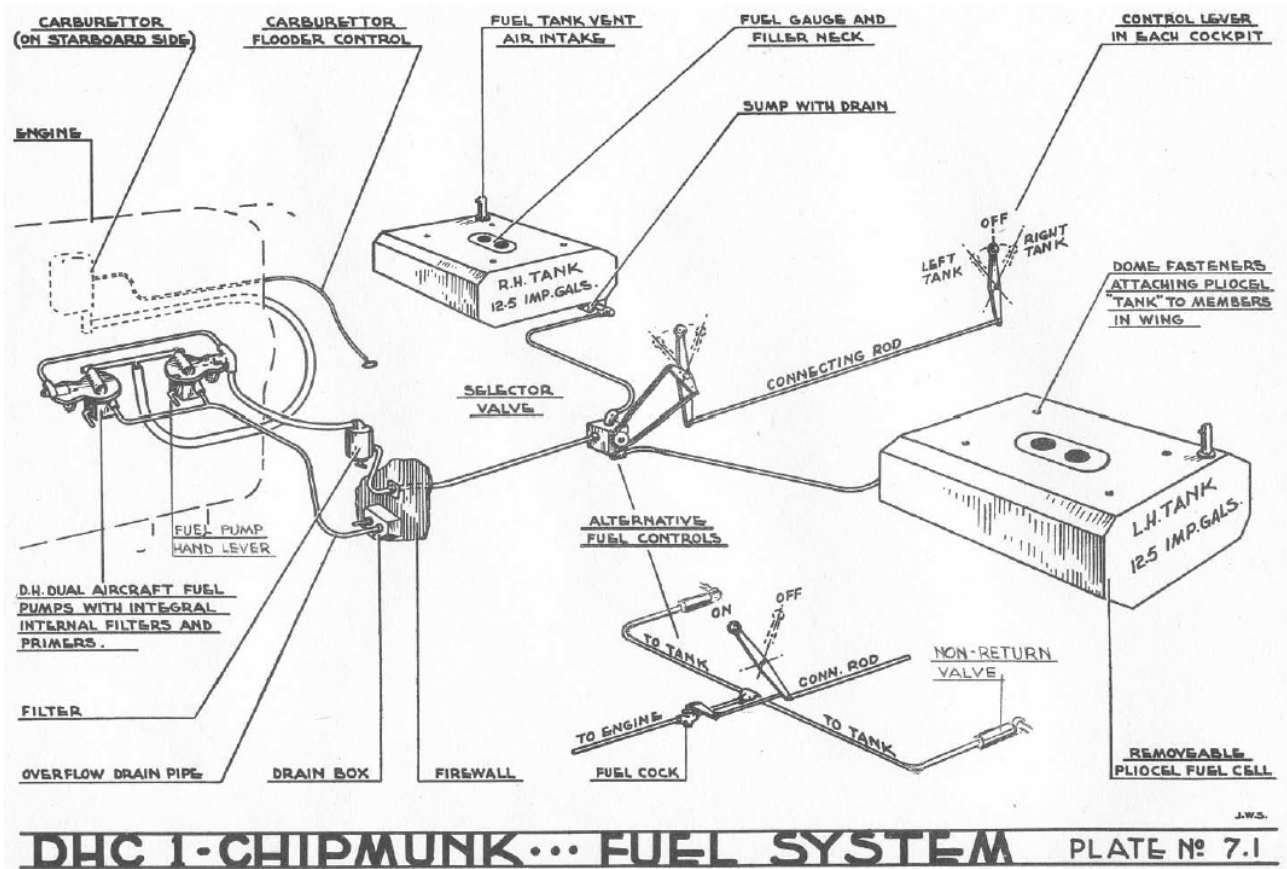 CARBURETTOR
(ON STARBOARD SIDE)
CARBURETTOR
FLOODER CONTROL
FUEL TANK VENT
AIR INTAKE
FUEL GAUGE AND
FILLER NECK
CONTROL LEVER
IN EACH COCKPIT
SUMP WITH DRAIN
ENGINE
OFF
LEFT
TANK
RIGHT
TANK
R.H. TANK
12.5 IMP. GALS.
DOME FASTENERS
ATTACHING PLIOCEL
"TANK" TO MEMBERS
IN WING
CONNECTING ROD
SELECTOR
VALVE
L.H. TANK
12.5 IMP. GALS.
ALTERNATIVE
FUEL CONTROLS
FUEL PUMP
HAND LEVER
D.H. DUAL AIRCRAFT FUEL
PUMPS WITH INTEGRAL
INTERNAL FILTERS AND
PRIMERS.
ON
OFF
TO TANK
CONN. ROD
NON-RETURN
VALVE
TO ENGINE
TO TANK
FILTER
OVERFLOW DRAIN PIPE
DRAIN BOX
FIREWALL
FUEL COCK
REMOVEABLE
PLIOCEL FUEL CELL
J.W.S.
DHC 1-CHIPMUNK... FUEL SYSTEM PLATE Nº 7.1